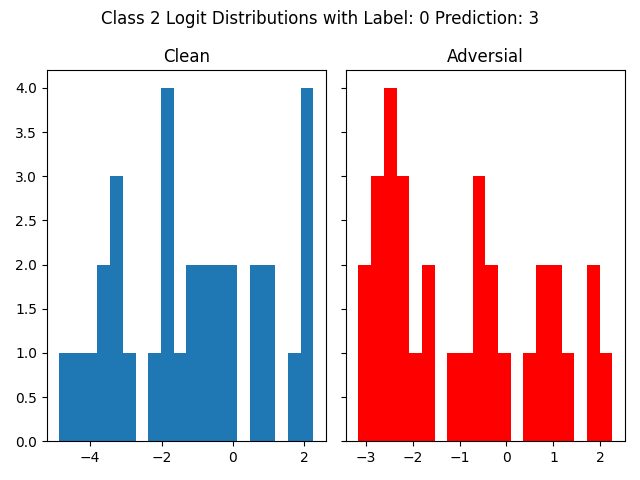 Class 2 Logit Distributions with Label: 0 Prediction: 3
Clean
Adversial
4.0
3.5
3.0
2.5
2.0
1.5
1.0
0.5
0.0
−4 −2 0 2
−3 −2 −1 0 1 2